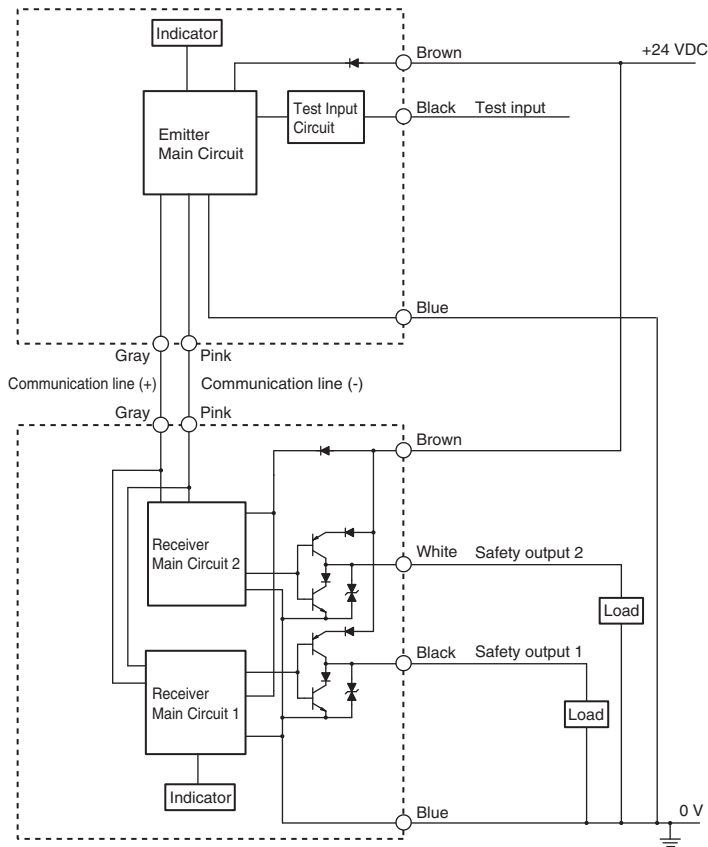 Indicator
Brown
+24 VDC
Emitter
Main Circuit
Test Input
Circuit
Black
Test input
Blue
Gray
Pink
Communication line (+)
Communication line (-)
Gray
Pink
Brown
Receiver
Main Circuit 2
White
Safety output 2
Load
Black
Safety output 1
Receiver
Main Circuit 1
Load
Indicator
Blue
0 V